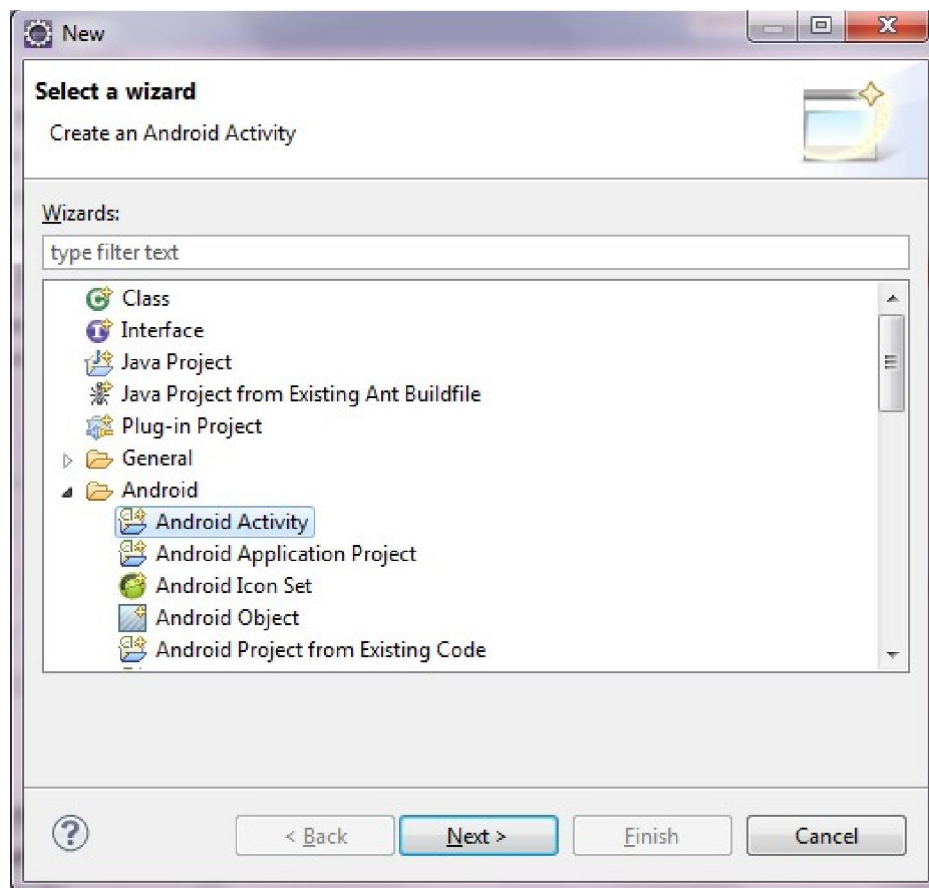 New
Select a wizard
Create an Android Activity
Wizards:
type filter text
Class
Interface
Java Project
Java Project from Existing Ant Buildfile
Plug-in Project
General
Android
Android Activity
Android Application Project
Android Icon Set
Android Object
Android Project from Existing Code
< Back
Next >
Finish
Cancel